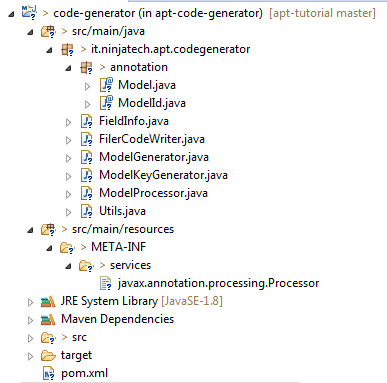 > code-generator (in apt-code-generator) [apt-tutorial master]
> src/main/java
> it.ninjatech.apt.codegenerator
> annotation
Model.java
ModelId.java
FieldInfo.java
FilerCodeWriter.java
ModelGenerator.java
ModelKeyGenerator.java
ModelProcessor.java
Utils.java
> src/main/resources
> META-INF
> services
javax.annotation.processing.Processor
JRE System Library [JavaSE-1.8]
Maven Dependencies
> src
target
pom.xml